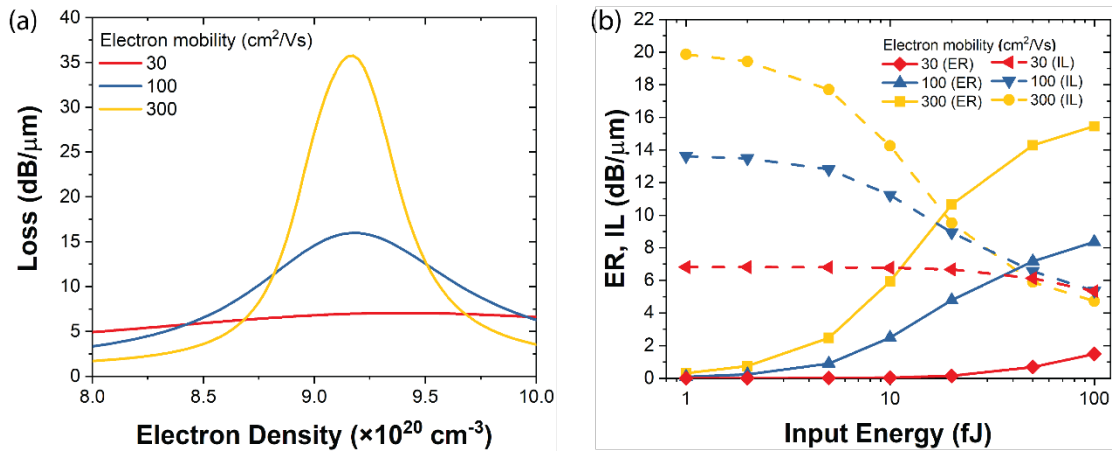 (a)
Electron mobility (cm²/Vs)
30
100
300
40
35
30
25
20
15
10
5
0
Loss (dB/μm)
8.0 8.5 9.0 9.5 10.0
Electron Density (×10²⁰ cm⁻³)
(b)
Electron mobility (cm²/Vs)
30 (ER) 30 (IL)
100 (ER) 100 (IL)
300 (ER) 300 (IL)
22
20
18
16
14
12
10
8
6
4
2
0
ER, IL (dB/μm)
1 10 100
Input Energy (fJ)